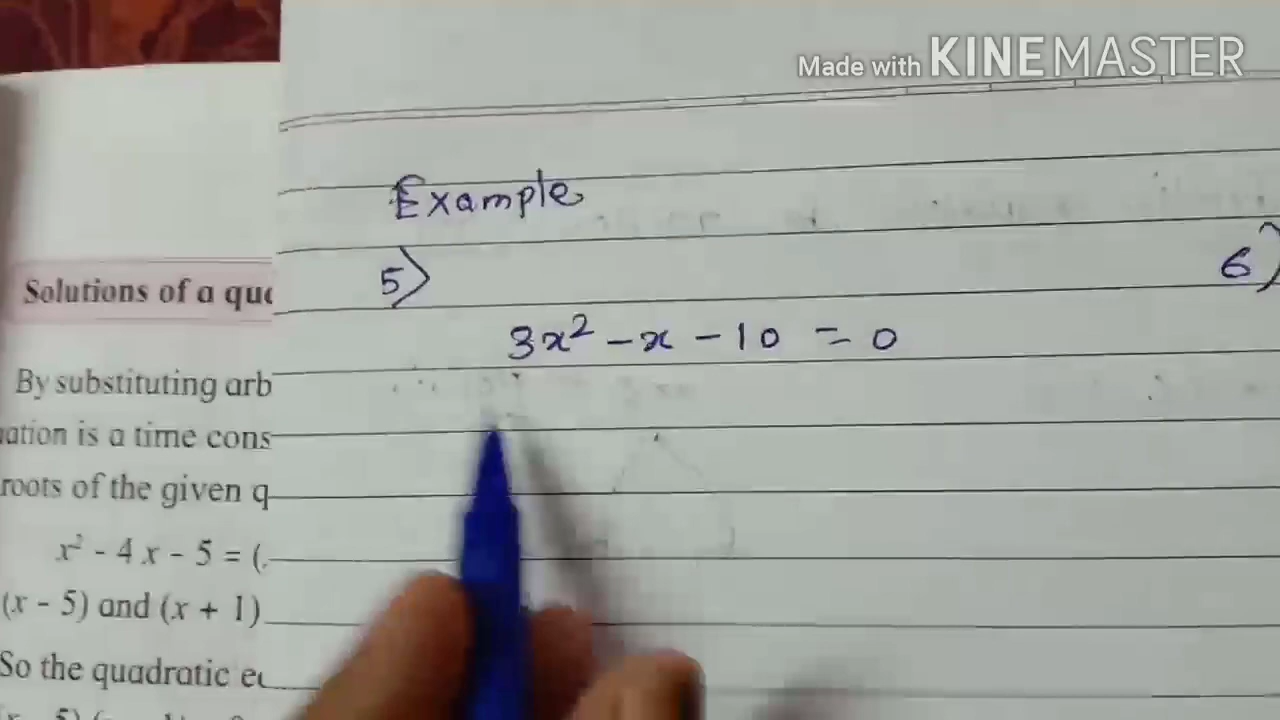 Made with KINEMASTER
Example
5)
6)
3x² - x - 10 = 0
Solutions of a qu
By substituting arb
ation is a time cons
roots of the given q
x² - 4x - 5 = (
(x - 5) and (x + 1)
So the quadratic e